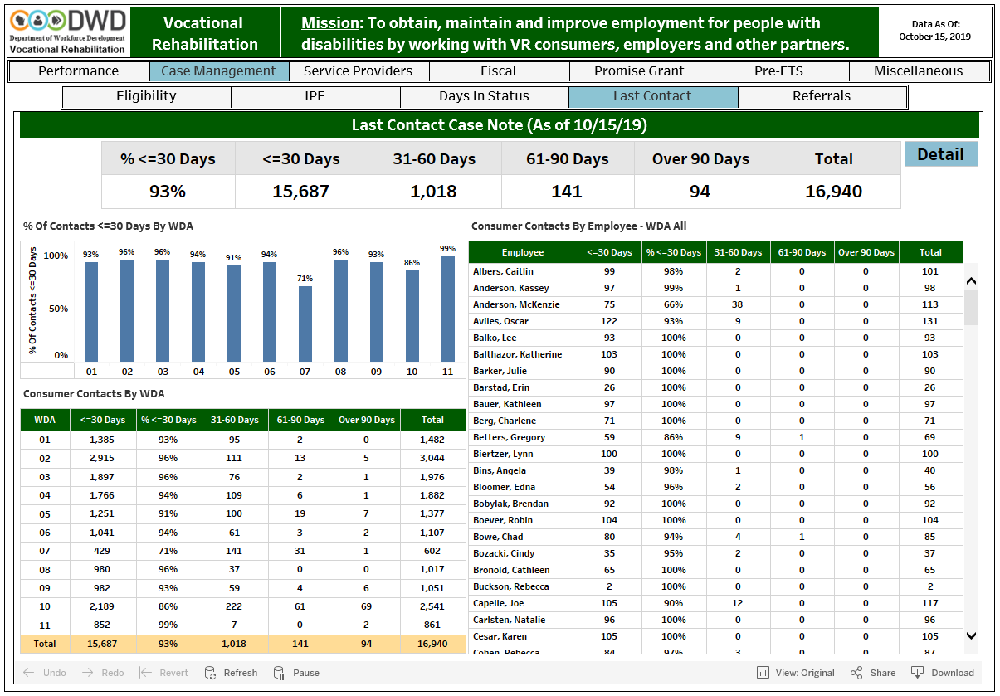 DWD
Department of Workforce Development
Vocational Rehabilitation
Vocational
Rehabilitation
Mission: To obtain, maintain and improve employment for people with
disabilities by working with VR consumers, employers and other partners.
Data As Of:
October 15, 2019
Performance Case Management Service Providers Fiscal Promise Grant Pre-ETS Miscellaneous
Eligibility IPE Days In Status Last Contact Referrals
Last Contact Case Note (As of 10/15/19)
% <=30 Days <=30 Days 31-60 Days 61-90 Days Over 90 Days Total
93% 15,687 1,018 141 94 16,940
Detail
% Of Contacts <=30 Days By WDA
% Of Contacts <=30 Days
100%
50%
0%
93% 96% 96% 94% 91% 94% 71% 96% 93% 86% 99%
01 02 03 04 05 06 07 08 09 10 11
Consumer Contacts By WDA
WDA <=30 Days % <=30 Days 31-60 Days 61-90 Days Over 90 Days Total
01 1,385 93% 95 2 0 1,482
02 2,915 96% 111 13 5 3,044
03 1,897 96% 76 2 1 1,976
04 1,766 94% 109 6 1 1,882
05 1,251 91% 100 19 7 1,377
06 1,041 94% 61 3 2 1,107
07 429 71% 141 31 1 602
08 980 96% 37 0 0 1,017
09 982 93% 59 4 6 1,051
10 2,189 86% 222 61 69 2,541
11 852 99% 7 0 2 861
Total 15,687 93% 1,018 141 94 16,940
Consumer Contacts By Employee - WDA All
Employee <=30 Days % <=30 Days 31-60 Days 61-90 Days Over 90 Days Total
Albers, Caitlin 99 98% 2 0 0 101
Anderson, Kassey 97 99% 1 0 0 98
Anderson, McKenzie 75 66% 38 0 0 113
Aviles, Oscar 122 93% 9 0 0 131
Balko, Lee 93 100% 0 0 0 93
Balthazor, Katherine 103 100% 0 0 0 103
Barker, Julie 90 100% 0 0 0 90
Barstad, Erin 26 100% 0 0 0 26
Bauer, Kathleen 97 100% 0 0 0 97
Berg, Charlene 71 100% 0 0 0 71
Betters, Gregory 59 86% 9 1 0 69
Biertzer, Lynn 100 100% 0 0 0 100
Bins, Angela 39 98% 1 0 0 40
Bloomer, Edna 54 96% 2 0 0 56
Bobylak, Brendan 92 100% 0 0 0 92
Boever, Robin 104 100% 0 0 0 104
Bowe, Chad 80 94% 4 1 0 85
Bozacki, Cindy 35 95% 2 0 0 37
Bronold, Cathleen 65 100% 0 0 0 65
Buckson, Rebecca 2 100% 0 0 0 2
Capelle, Joe 105 90% 12 0 0 117
Carlsten, Natalie 96 100% 0 0 0 96
Cesar, Karen 105 100% 0 0 0 105
Cohen, Rebecca 84 97% 3 0 0 87
Undo Redo Revert Refresh Pause View: Original Share Download